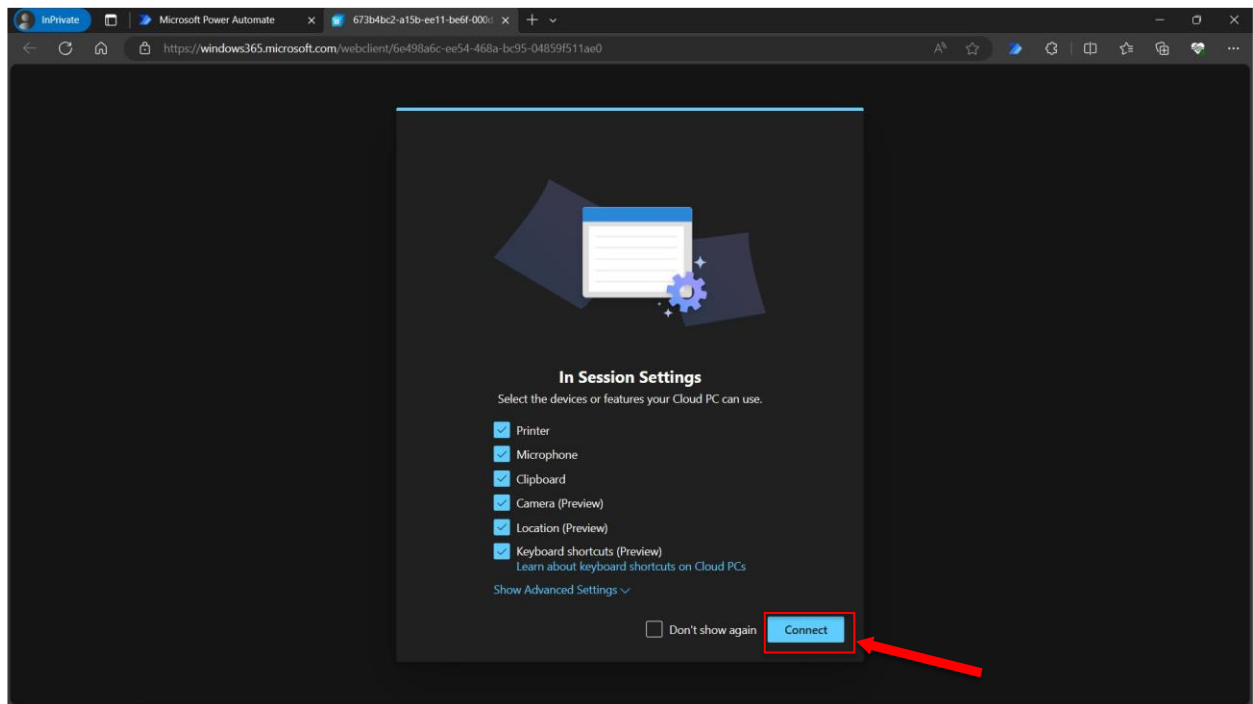 InPrivate
Microsoft Power Automate
673b4bc2-a15b-ee11-be6f-000d
https://windows365.microsoft.com/webclient/6e498a6c-ee54-468a-bc95-04859f511ae0
In Session Settings
Select the devices or features your Cloud PC can use.
Printer
Microphone
Clipboard
Camera (Preview)
Location (Preview)
Keyboard shortcuts (Preview)
Learn about keyboard shortcuts on Cloud PCs
Show Advanced Settings
Don't show again
Connect